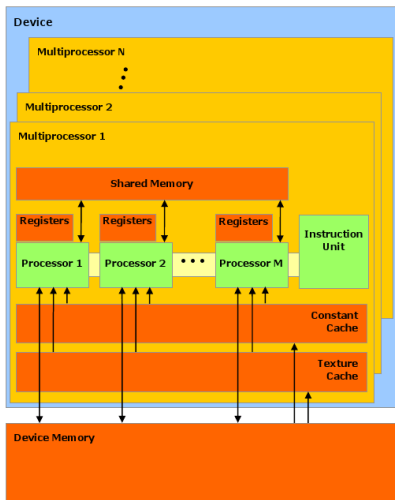 Device
Multiprocessor N
Multiprocessor 2
Multiprocessor 1
Shared Memory
Registers
Registers
Registers
Instruction
Unit
Processor 1
Processor 2
Processor M
Constant
Cache
Texture
Cache
Device Memory